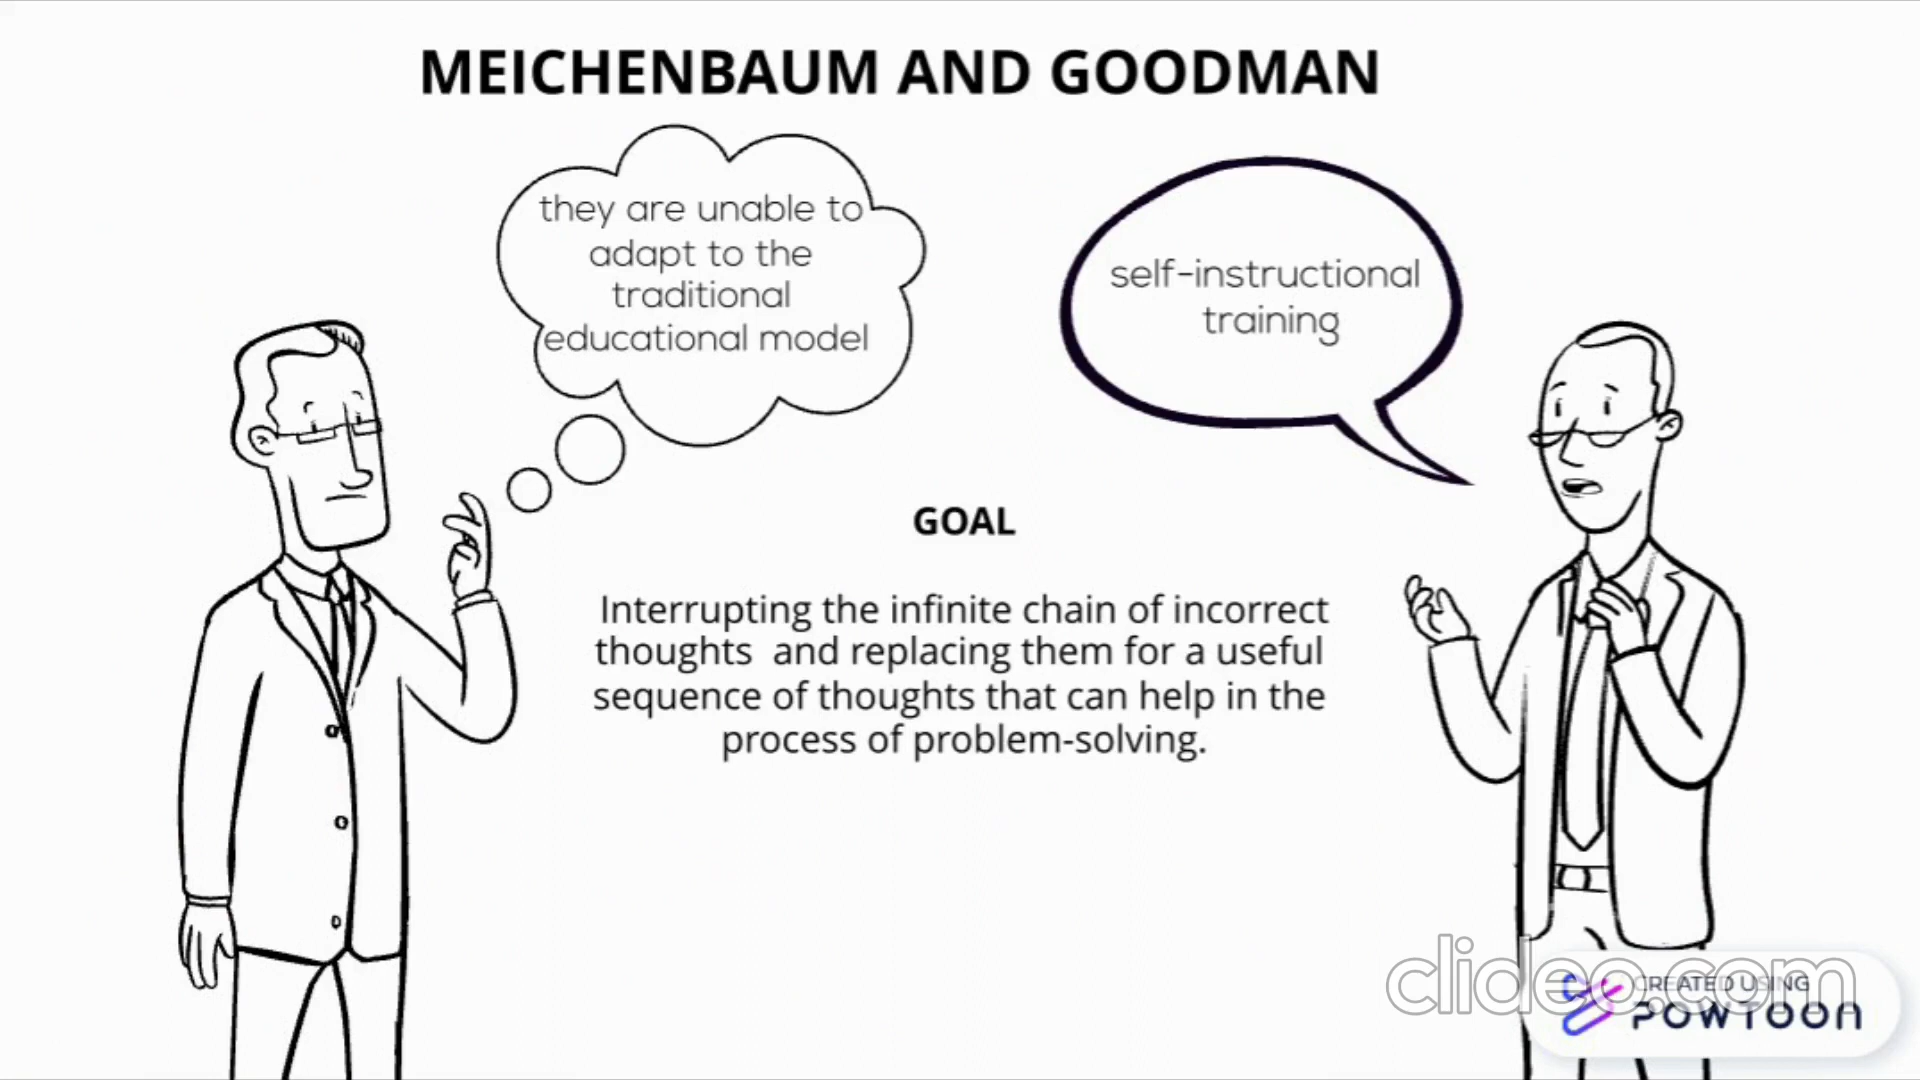 MEICHENBAUM AND GOODMAN
they are unable to
adapt to the
traditional
educational model
self-instructional
training
GOAL
Interrupting the infinite chain of incorrect
thoughts and replacing them for a useful
sequence of thoughts that can help in the
process of problem-solving.
clideo.com
CREATED USING
POWTOON